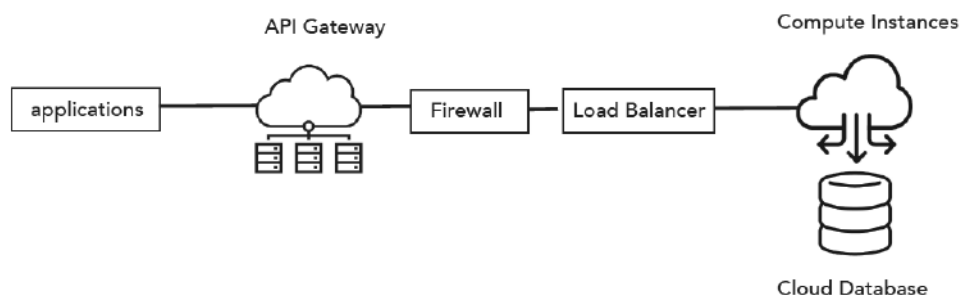 API Gateway
Compute Instances
applications
Firewall
Load Balancer
Cloud Database